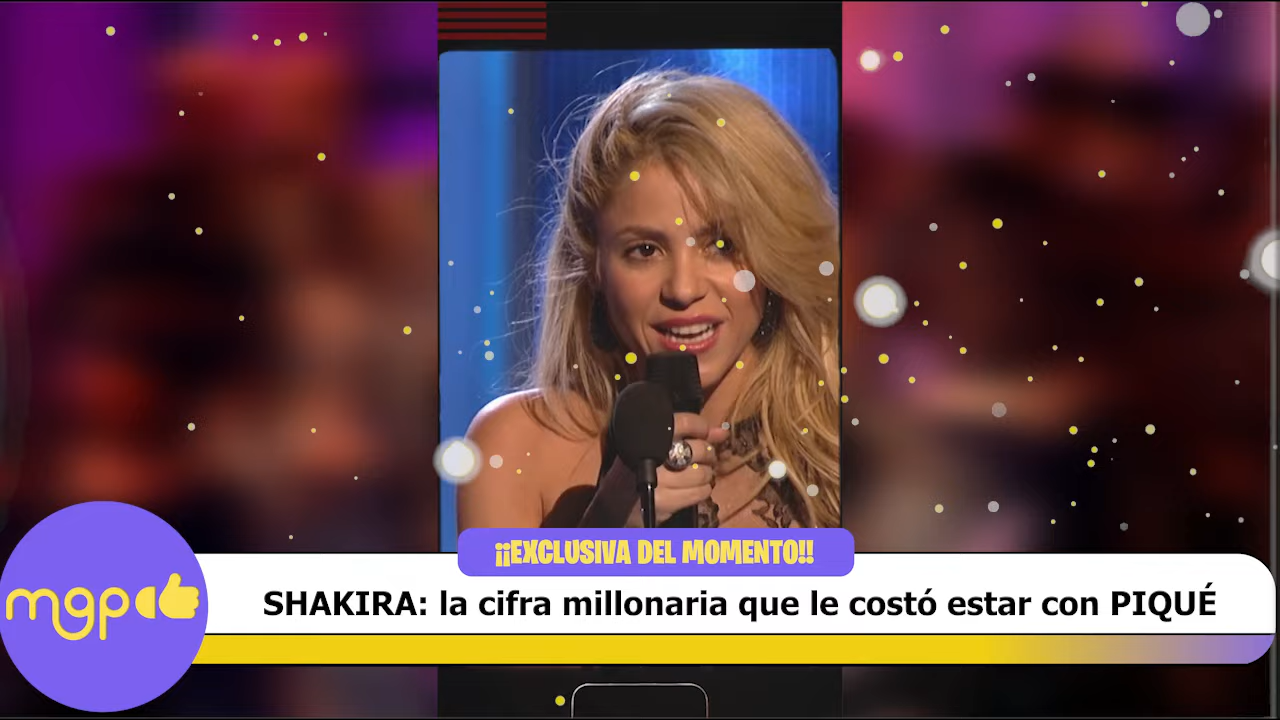 ¡¡EXCLUSIVA DEL MOMENTO!!
mgp
SHAKIRA: la cifra millonaria que le costó estar con PIQUÉ